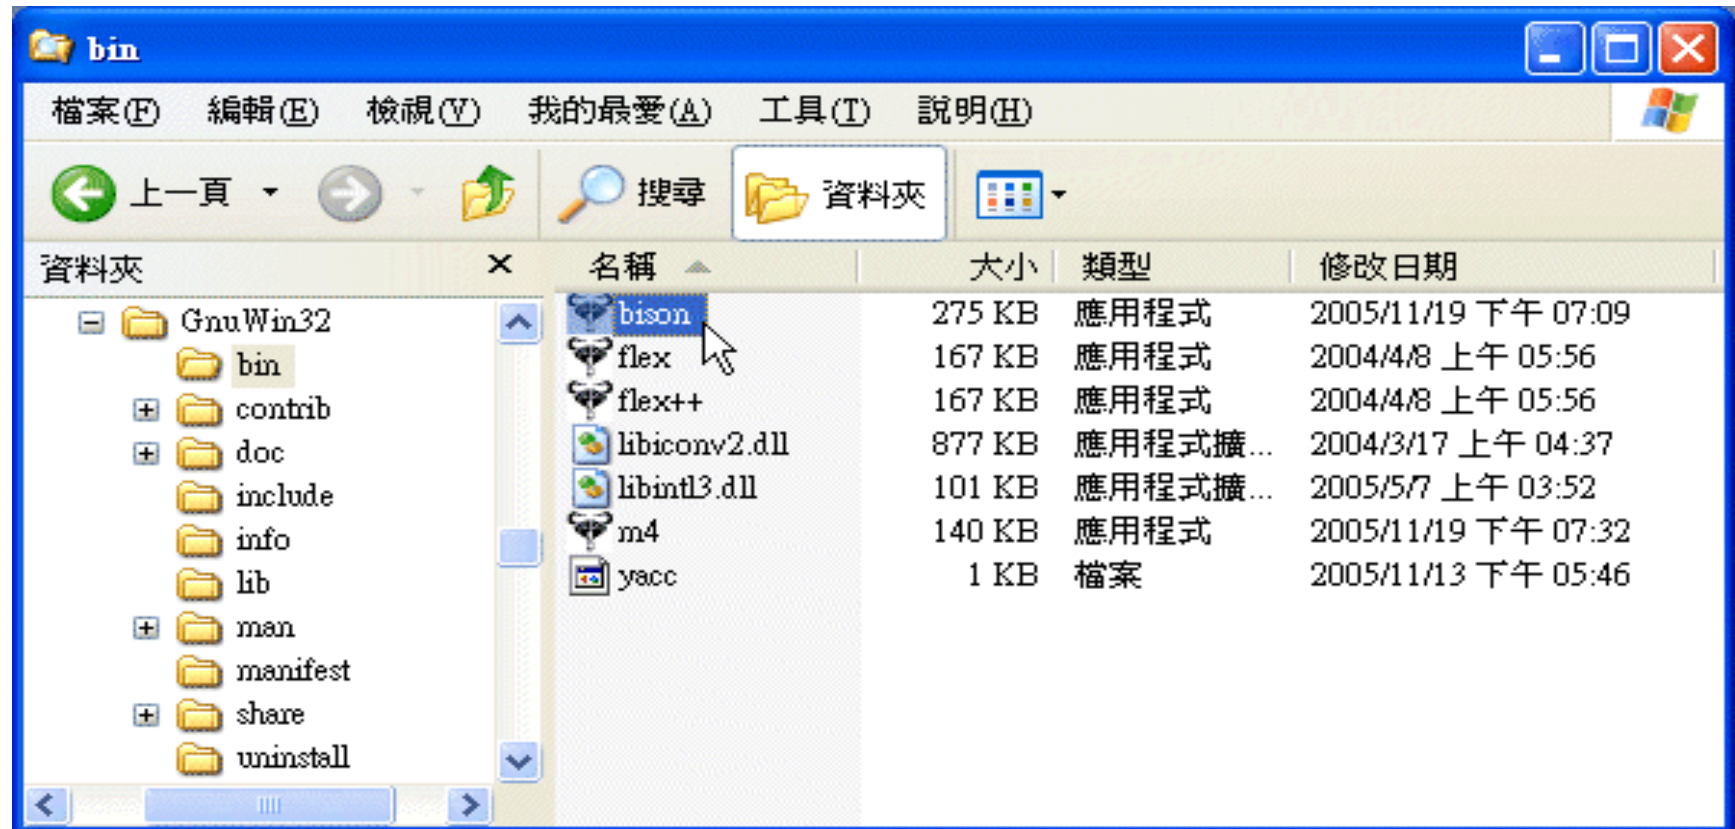 bin
檔案(F) 編輯(E) 檢視(V) 我的最愛(A) 工具(T) 說明(H)
上一頁 搜尋 資料夾
資料夾
GnuWin32
bin
contrib
doc
include
info
lib
man
manifest
share
uninstall
名稱 大小 類型 修改日期
bison 275 KB 應用程式 2005/11/19 下午 07:09
flex 167 KB 應用程式 2004/4/8 上午 05:56
flex++ 167 KB 應用程式 2004/4/8 上午 05:56
libiconv2.dll 877 KB 應用程式擴... 2004/3/17 上午 04:37
libintl3.dll 101 KB 應用程式擴... 2005/5/7 上午 03:52
m4 140 KB 應用程式 2005/11/19 下午 07:32
yacc 1 KB 檔案 2005/11/13 下午 05:46